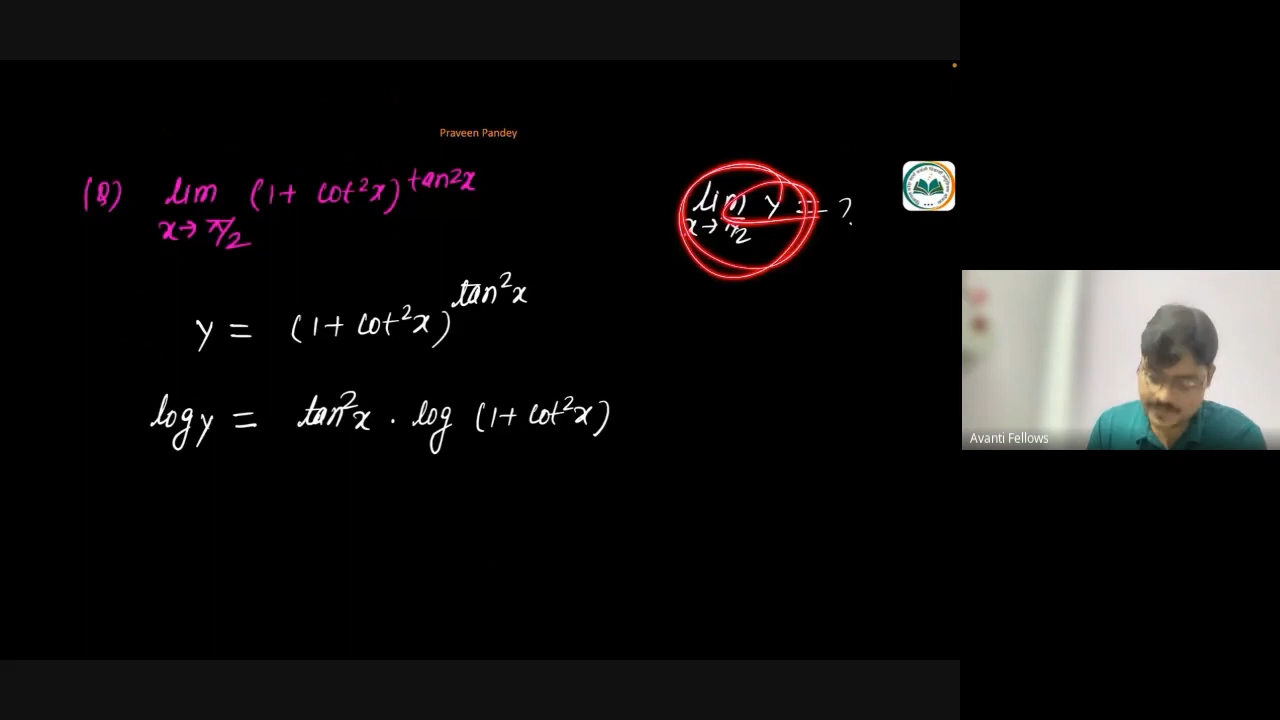 Praveen Pandey
(Q) lim (1 + cot²x)^tan²x
x→π/2
lim y = ?
x→π/2
y = (1 + cot²x)^tan²x
log y = tan²x · log (1 + cot²x)
Avanti Fellows